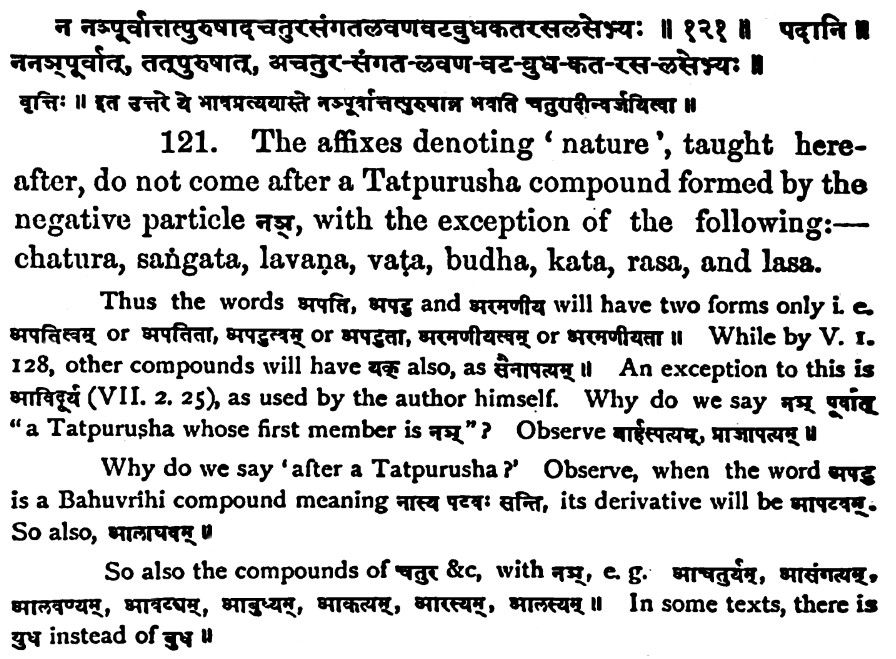 न नञ्पूर्वात्तत्पुरुषादचतुरसंगतलवणवटबुधकतरसलसेभ्यः ॥ १२१ ॥ पदानि ॥
ननञ्पूर्वात्, तत्पुरुषात्, अचतुर-संगत-लवण-वट-युध-कत-रस-लसेभ्यः ॥
वृत्तिः ॥ इत उत्तरे ये भावप्रत्ययास्ते नञ्पूर्वात्तत्पुरुषान्न भवति चतुरादीन्वर्जयित्वा ॥
121. The affixes denoting ‘ nature ’, taught here-
after, do not come after a Tatpurusha compound formed by the
negative particle नञ्, with the exception of the following:—
chatura, saṅgata, lavaṇa, vaṭa, budha, kata, rasa, and lasa.
Thus the words अपति, अपटु and अरमणीय will have two forms only i. e.
अपतित्वम् or अपतिता, अपटुत्वम् or अपटुता, अरमणीयत्वम् or अरमणीयता ॥ While by V. 1.
128, other compounds will have यक् also, as सैनापत्यम् ॥ An exception to this is
आविदूर्य (VII. 2. 25), as used by the author himself. Why do we say नञ् पूर्वात्
“a Tatpuruṣha whose first member is नञ्”? Observe बार्हस्पत्यम्, प्राजापत्यम् ॥
Why do we say ‘after a Tatpurusha?’ Observe, when the word अपटु
is a Bahuvrihi compound meaning नास्य पटवः सन्ति, its derivative will be आपटवम्.
So also, आलाघवम् ॥
So also the compounds of चतुर &c, with नञ्, e. g. आचतुर्यम्, आसंगत्यम्,
आलवण्यम्, आवट्यम्, आबुध्यम्, आकत्यम्, आरस्यम्, आलस्यम् ॥ In some texts, there is
युध instead of बुध ॥